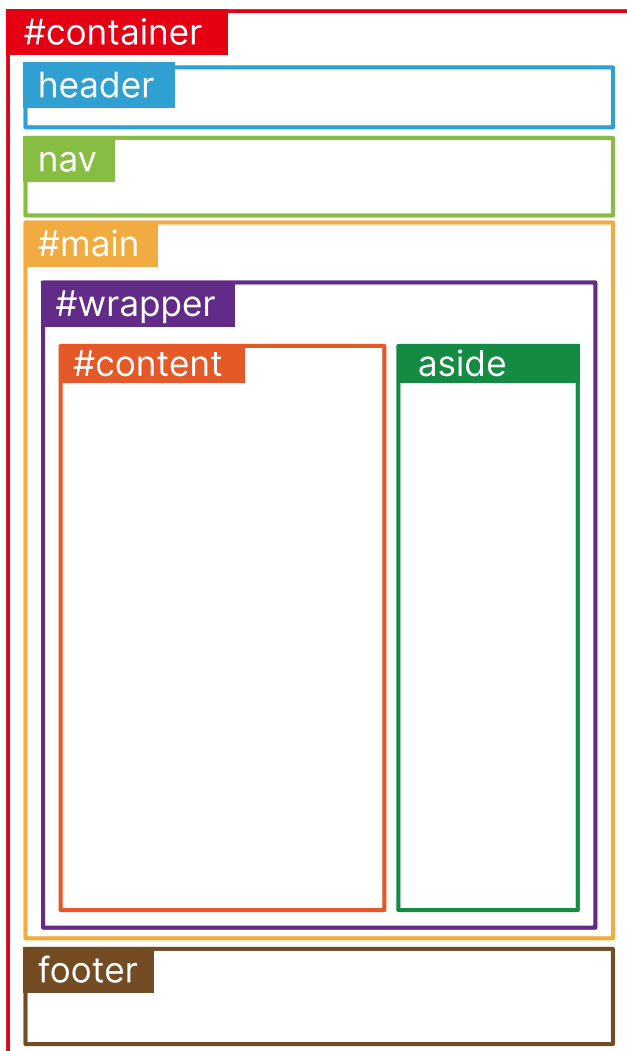 #container
header
nav
#main
#wrapper
#content
aside
footer